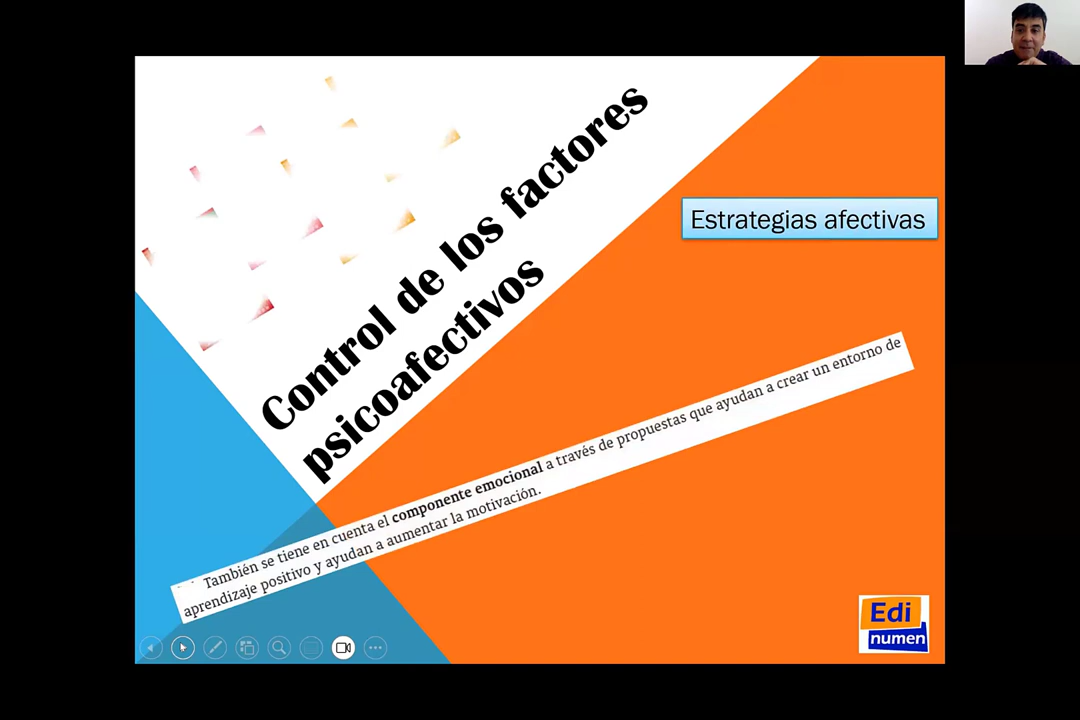 Control de los factores
psicoafectivos
Estrategias afectivas
También se tiene en cuenta el componente emocional a través de propuestas que ayudan a crear un entorno de
aprendizaje positivo y ayudan a aumentar la motivación.
Edi
numen